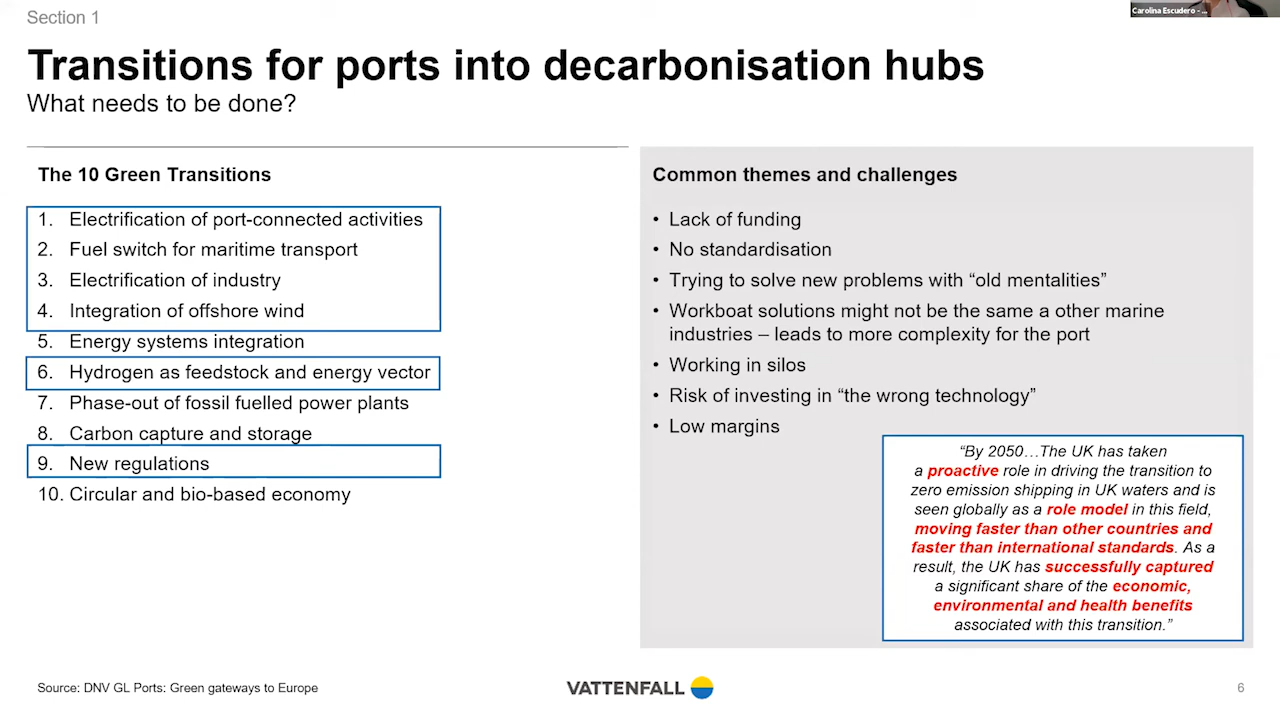 Section 1
Carolina Escudero - ...
Transitions for ports into decarbonisation hubs
What needs to be done?
The 10 Green Transitions
1. Electrification of port-connected activities
2. Fuel switch for maritime transport
3. Electrification of industry
4. Integration of offshore wind
5. Energy systems integration
6. Hydrogen as feedstock and energy vector
7. Phase-out of fossil fuelled power plants
8. Carbon capture and storage
9. New regulations
10. Circular and bio-based economy
Common themes and challenges
• Lack of funding
• No standardisation
• Trying to solve new problems with “old mentalities”
• Workboat solutions might not be the same a other marine
industries – leads to more complexity for the port
• Working in silos
• Risk of investing in “the wrong technology”
• Low margins
“By 2050…The UK has taken
a proactive role in driving the transition to
zero emission shipping in UK waters and is
seen globally as a role model in this field,
moving faster than other countries and
faster than international standards. As a
result, the UK has successfully captured
a significant share of the economic,
environmental and health benefits
associated with this transition.”
Source: DNV GL Ports: Green gateways to Europe
VATTENFALL
6